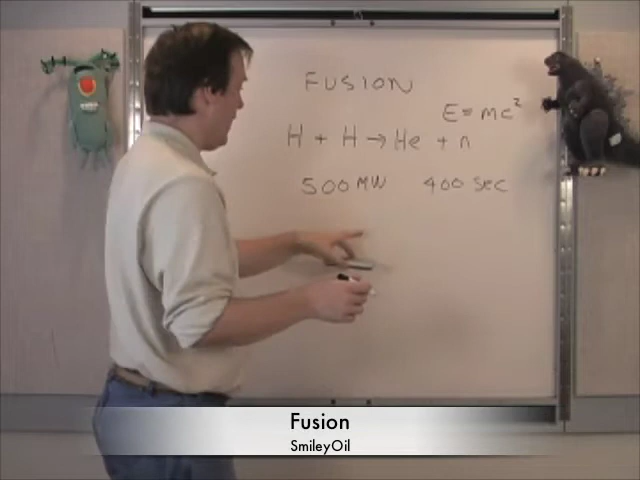 FUSION
E=mc²
H + H → He + n
500 MW 400 Sec
Fusion
SmileyOil